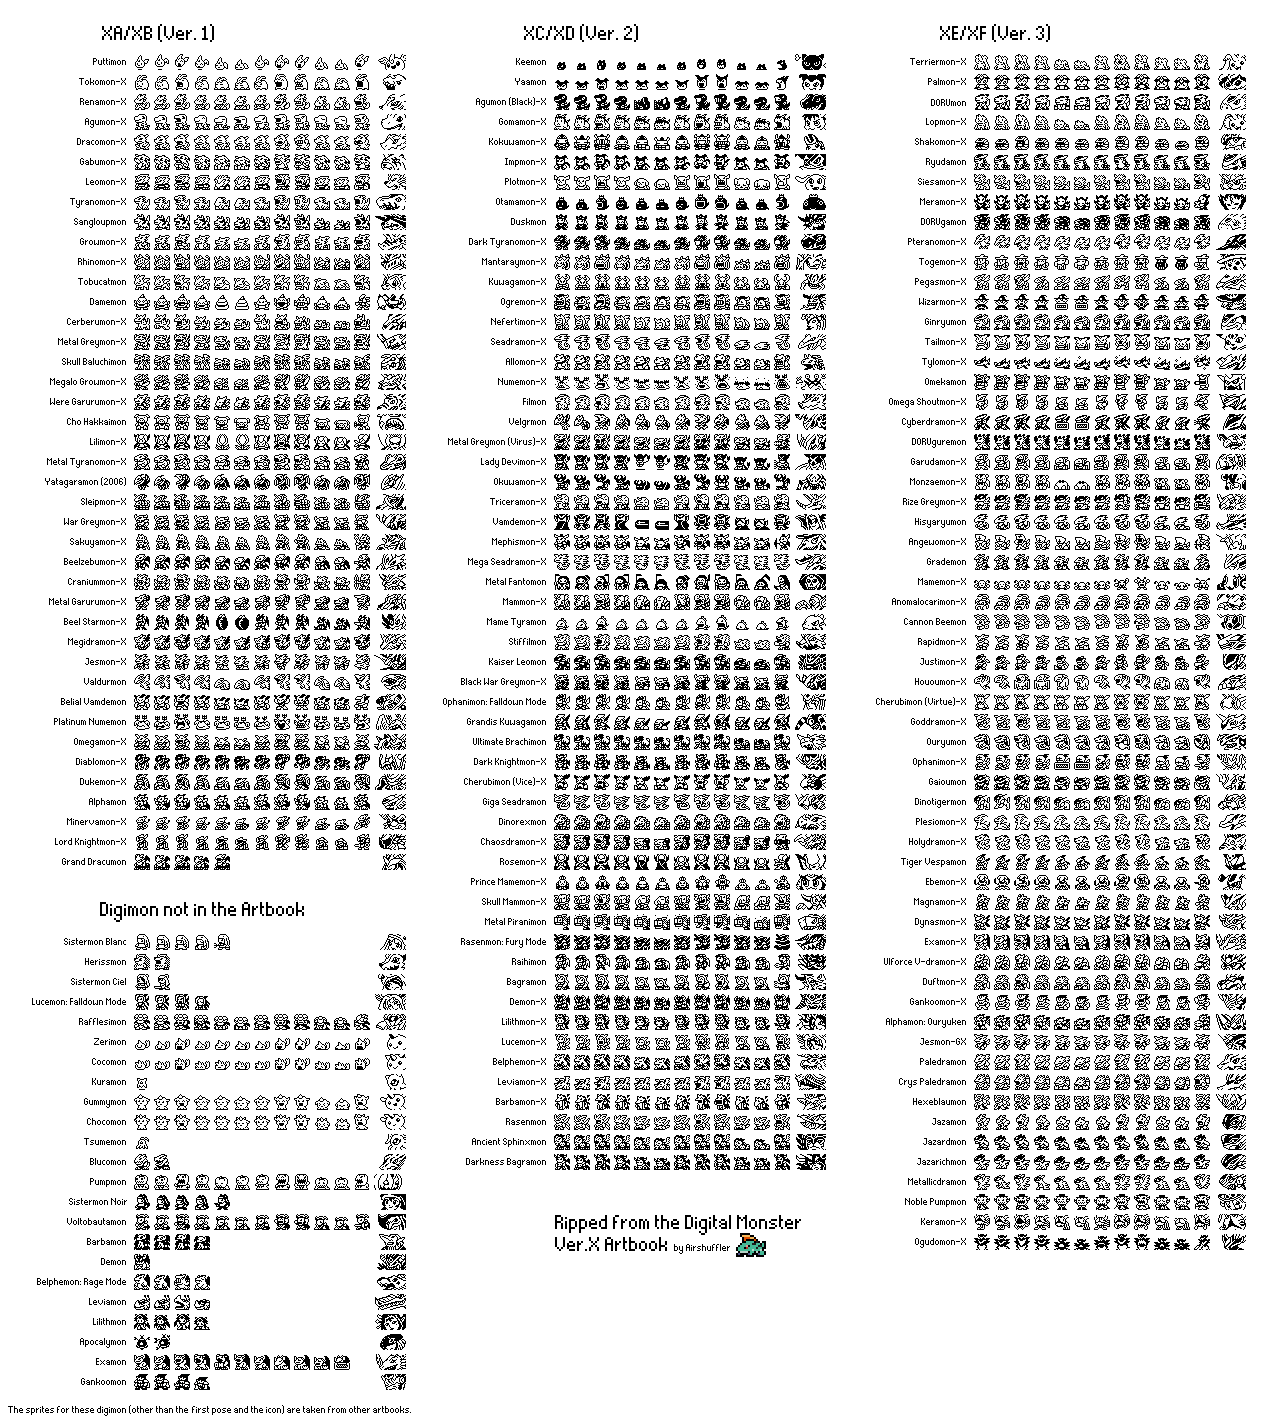 XA/XB (Ver. 1)
Puttimon
Tokomon-X
Renamon-X
Agumon-X
Dracomon-X
Gabumon-X
Leomon-X
Tyranomon-X
Sangloupmon
Groumon-X
Rhinomon-X
Tobucatmon
Damemon
Cerberumon-X
Metal Greymon-X
Skull Baluchimon
Megalo Groumon-X
Were Garurumon-X
Cho Hakkaimon
Lilimon-X
Metal Tyranomon-X
Yatagaramon (2006)
Sleipmon-X
War Greymon-X
Sakuyamon-X
Beelzebumon-X
Craniummon-X
Metal Garurumon-X
Beel Starmon-X
Megidramon-X
Jesmon-X
Valdurmon
Belial Vamdemon
Platinum Numemon
Omegamon-X
Diablomon-X
Dukemon-X
Alphamon
Minervamon-X
Lord Knightmon-X
Grand Dracumon
Digimon not in the Artbook
Sistermon Blanc
Herissmon
Sistermon Ciel
Lucemon: Falldoun Mode
Rafflesimon
Zerimon
Cocomon
Kuramon
Gummymon
Chocomon
Tsumemon
Blucomon
Pumpmon
Sistermon Noir
Voltobautamon
Barbamon
Demon
Belphemon: Rage Mode
Leviamon
Lilithmon
Apocalymon
Examon
Gankoomon
The sprites for these digimon (other than the first pose and the icon) are taken from other artbooks.
XC/XD (Ver. 2)
Keemon
Yaamon
Agumon (Black)-X
Gomamon-X
Kokuwamon-X
Impmon-X
Plotmon-X
Otamamon-X
Duskmon
Dark Tyranomon-X
Mantaraymon-X
Kuwagamon-X
Ogremon-X
Nefertimon-X
Seadramon-X
Allomon-X
Numemon-X
Filmon
Velgrmon
Metal Greymon (Virus)-X
Lady Devimon-X
Okuwamon-X
Triceramon-X
Vamdemon-X
Mephismon-X
Mega Seadramon-X
Metal Fantomon
Mammon-X
Mame Tyramon
Stiffilmon
Kaiser Leomon
Black War Greymon-X
Ophanimon: Falldoun Mode
Grandis Kuwagamon
Ultimate Brachimon
Dark Knightmon-X
Cherubimon (Vice)-X
Giga Seadramon
Dinorexmon
Chaosdramon-X
Rosemon-X
Prince Mamemon-X
Skull Mammon-X
Metal Piranimon
Rasenmon: Fury Mode
Raihimon
Bagramon
Demon-X
Lilithmon-X
Lucemon-X
Belphemon-X
Leviamon-X
Barbamon-X
Rasenmon
Ancient Sphinxmon
Darkness Bagramon
Ripped from the Digital Monster
Ver.X Artbook by Airshuffler
XE/XF (Ver. 3)
Terriermon-X
Palmon-X
DORUmon
Lopmon-X
Shakomon-X
Ryudamon
Siesamon-X
Meramon-X
DORUgamon
Pteranomon-X
Togemon-X
Pegasmon-X
Wizarmon-X
Ginryumon
Tailmon-X
Tylomon-X
Omekamon
Omega Shoutmon-X
Cyberdramon-X
DORUguremon
Garudamon-X
Monzaemon-X
Rize Greymon-X
Hisyaryumon
Angewomon-X
Grademon
Mamemon-X
Anomalocarimon-X
Cannon Beemon
Rapidmon-X
Justimon-X
Hououmon-X
Cherubimon (Virtue)-X
Goddramon-X
Ouryumon
Ophanimon-X
Gaioumon
Dinotigermon
Plesiomon-X
Holydramon-X
Tiger Vespamon
Ebemon-X
Magnamon-X
Dynasmon-X
Examon-X
Ulforce V-dramon-X
Duftmon-X
Gankoomon-X
Alphamon: Ouryuken
Jesmon-GX
Paledramon
Crys Paledramon
Hexeblaumon
Jazamon
Jazardmon
Jazarichmon
Metallicdramon
Noble Pumpmon
Keramon-X
Ogudomon-X